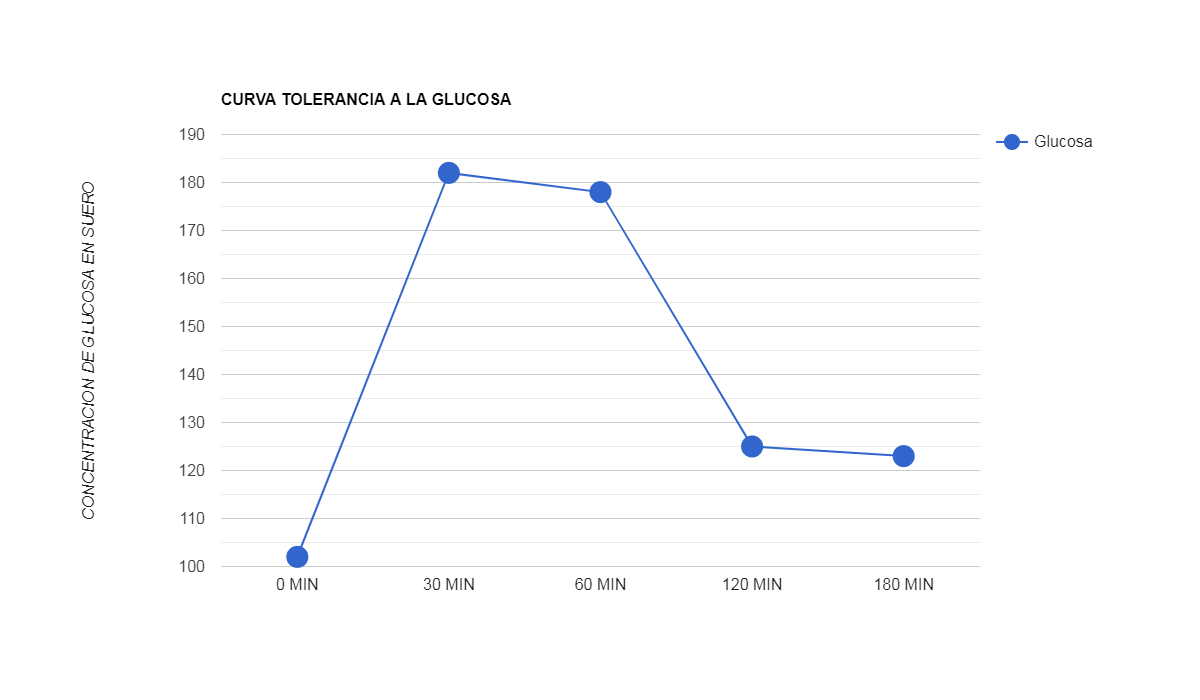 CURVA TOLERANCIA A LA GLUCOSA
Glucosa
CONCENTRACION DE GLUCOSA EN SUERO
190
180
170
160
150
140
130
120
110
100
0 MIN
30 MIN
60 MIN
120 MIN
180 MIN